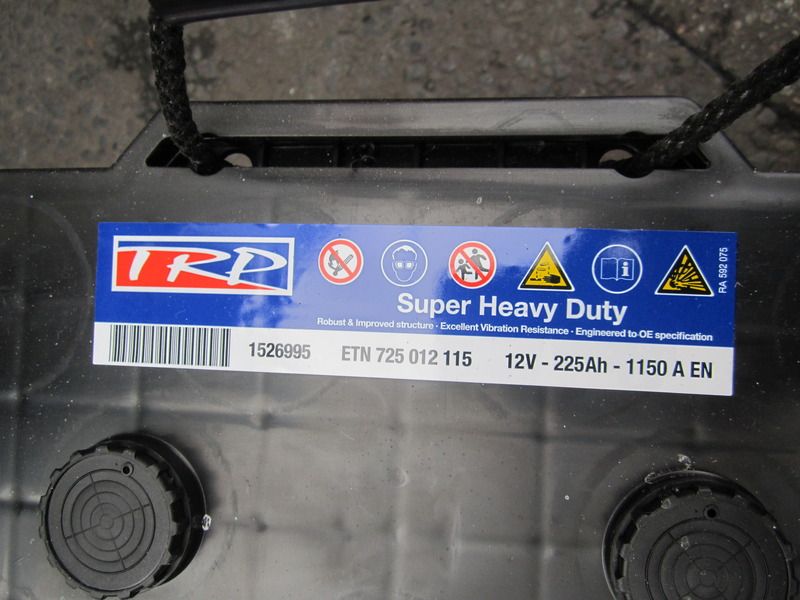 TRP
Super Heavy Duty
Robust & Improved structure · Excellent Vibration Resistance · Engineered to OE specification
RA 592 075
1526995 ETN 725 012 115 12V - 225Ah - 1150 A EN